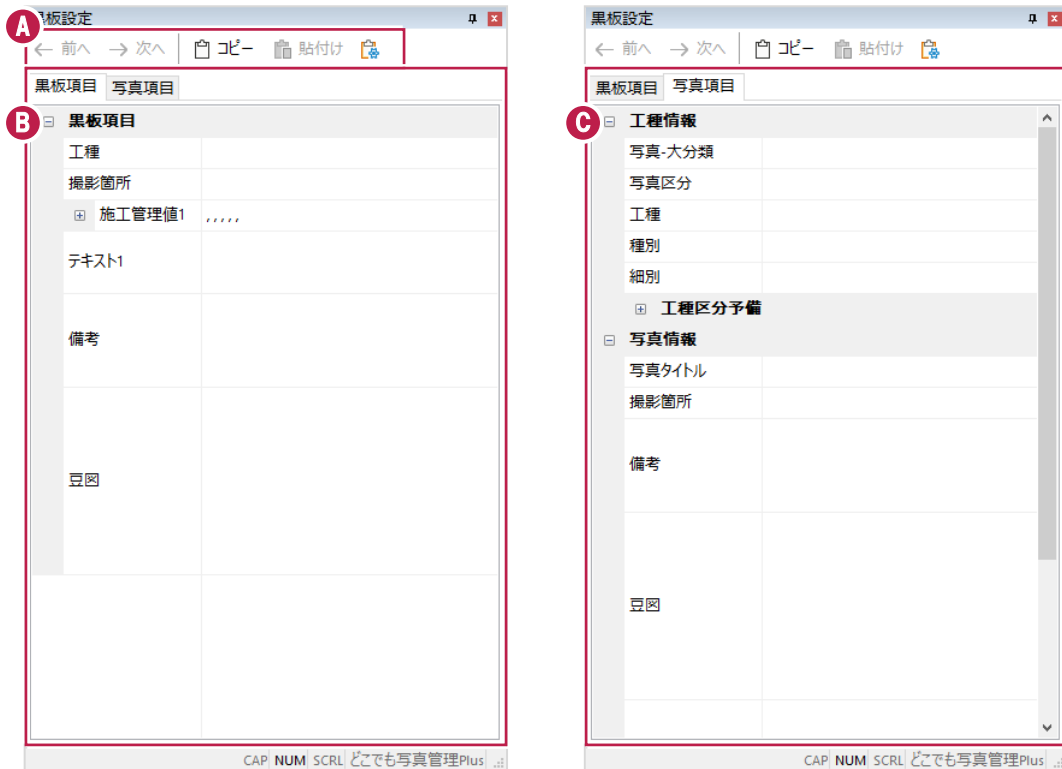 A
黒板設定
← 前へ → 次へ コピー 貼付け
黒板項目 写真項目
B
黒板項目
工種
撮影箇所
施工管理値1 , , , , ,
テキスト1
備考
豆図
CAP NUM SCRL どこでも写真管理Plus
黒板設定
← 前へ → 次へ コピー 貼付け
黒板項目 写真項目
C
工種情報
写真-大分類
写真区分
工種
種別
細別
工種区分予備
写真情報
写真タイトル
撮影箇所
備考
豆図
CAP NUM SCRL どこでも写真管理Plus